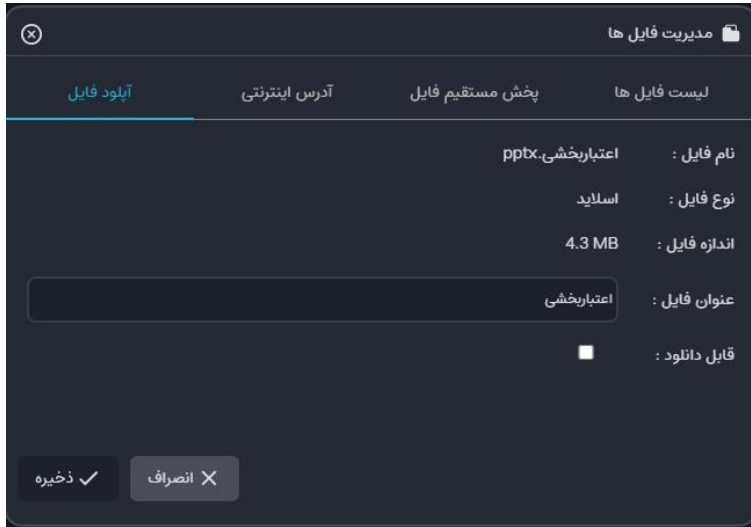 مدیریت فایل ها
لیست فایل ها
پخش مستقیم فایل
آدرس اینترنتی
آپلود فایل
نام فایل : اعتباربخشی.pptx
نوع فایل : اسلاید
اندازه فایل : 4.3 MB
عنوان فایل : اعتباربخشی
قابل دانلود :
انصراف
ذخیره